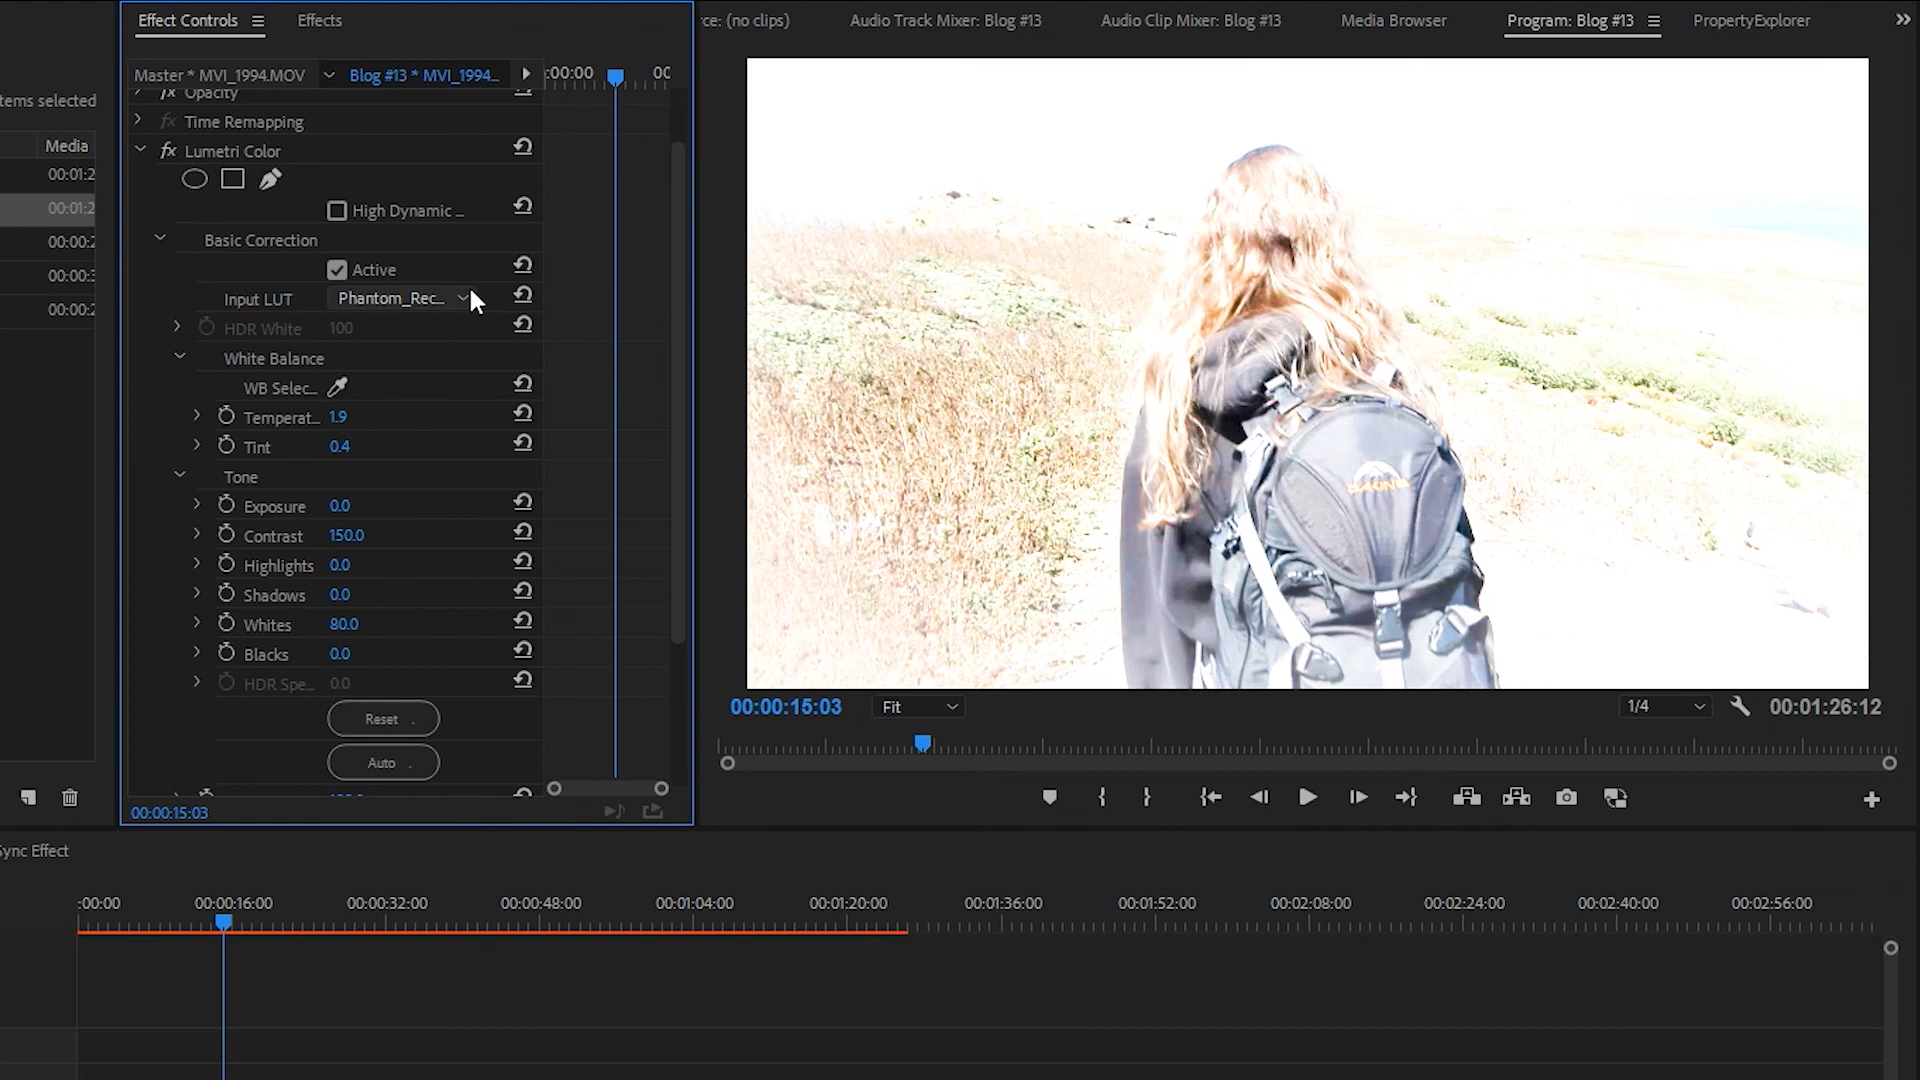 Effect Controls
Effects
rce: (no clips)
Audio Track Mixer: Blog #13
Audio Clip Mixer: Blog #13
Media Browser
Program: Blog #13
PropertyExplorer
tems selected
Media
00:01:2
00:01:2
00:00:2
00:00:3
00:00:2
Master * MVI_1994.MOV
Blog #13 * MVI_1994...
:00:00
00
fx Opacity
fx Time Remapping
fx Lumetri Color
High Dynamic ...
Basic Correction
Active
Input LUT Phantom_Rec...
HDR White 100
White Balance
WB Selec...
Temperat... 1.9
Tint 0.4
Tone
Exposure 0.0
Contrast 150.0
Highlights 0.0
Shadows 0.0
Whites 80.0
Blacks 0.0
HDR Spe... 0.0
Reset
Auto
00:00:15:03
DAKINE
00:00:15:03
Fit
1/4
00:01:26:12
Sync Effect
:00:00
00:00:16:00
00:00:32:00
00:00:48:00
00:01:04:00
00:01:20:00
00:01:36:00
00:01:52:00
00:02:08:00
00:02:24:00
00:02:40:00
00:02:56:00